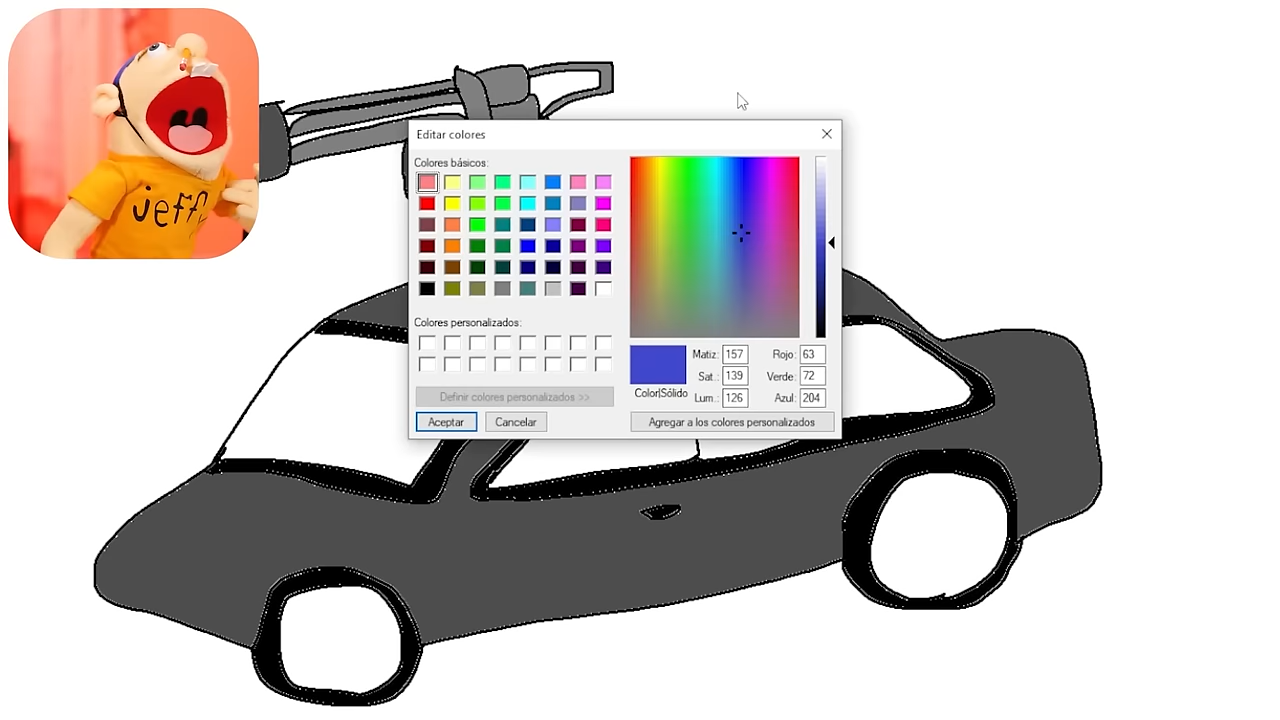 jeffy
Editar colores
Colores básicos:
Colores personalizados:
Definir colores personalizados >>
Aceptar
Cancelar
Matiz: 157
Rojo: 63
Sat.: 139
Verde: 72
Color|Sólido
Lum.: 126
Azul: 204
Agregar a los colores personalizados